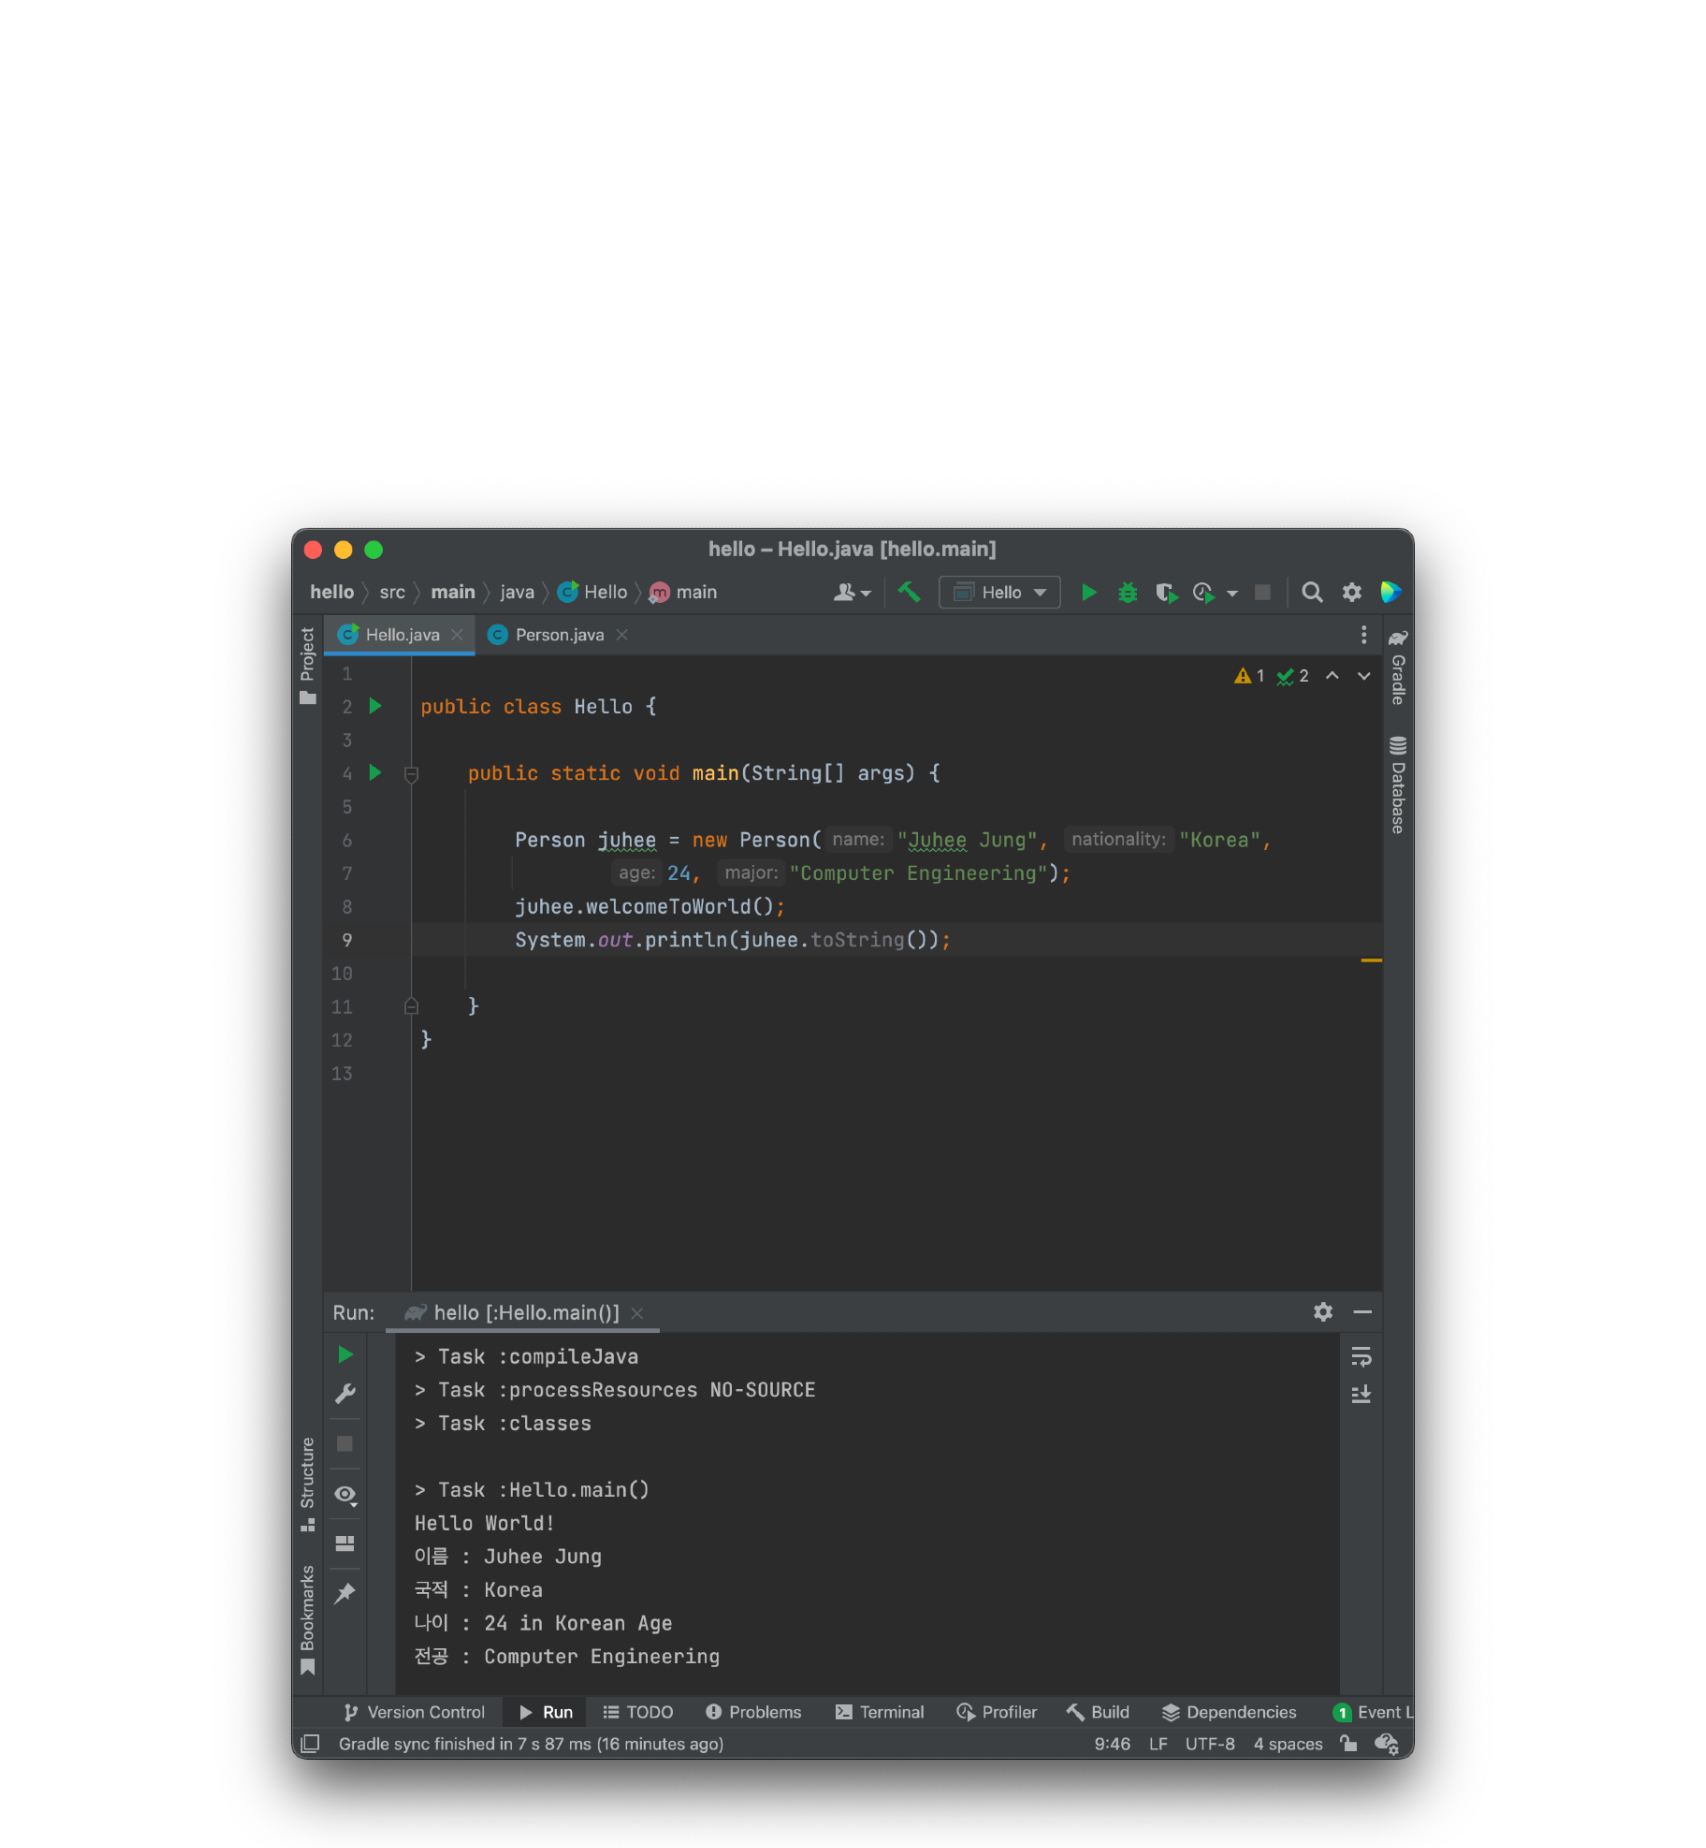 hello – Hello.java [hello.main]
hello src main java Hello main Hello
Project
Hello.java Person.java
1 2
Gradle
Database
1
2 public class Hello {
3
4 public static void main(String[] args) {
5
6 Person juhee = new Person( name: "Juhee Jung", nationality: "Korea",
7 age: 24, major: "Computer Engineering");
8 juhee.welcomeToWorld();
9 System.out.println(juhee.toString());
10
11 }
12 }
13
Run: hello [:Hello.main()]
> Task :compileJava
> Task :processResources NO-SOURCE
> Task :classes
> Task :Hello.main()
Hello World!
이름 : Juhee Jung
국적 : Korea
나이 : 24 in Korean Age
전공 : Computer Engineering
Structure
Bookmarks
Version Control Run TODO Problems Terminal Profiler Build Dependencies 1 Event L
Gradle sync finished in 7 s 87 ms (16 minutes ago) 9:46 LF UTF-8 4 spaces